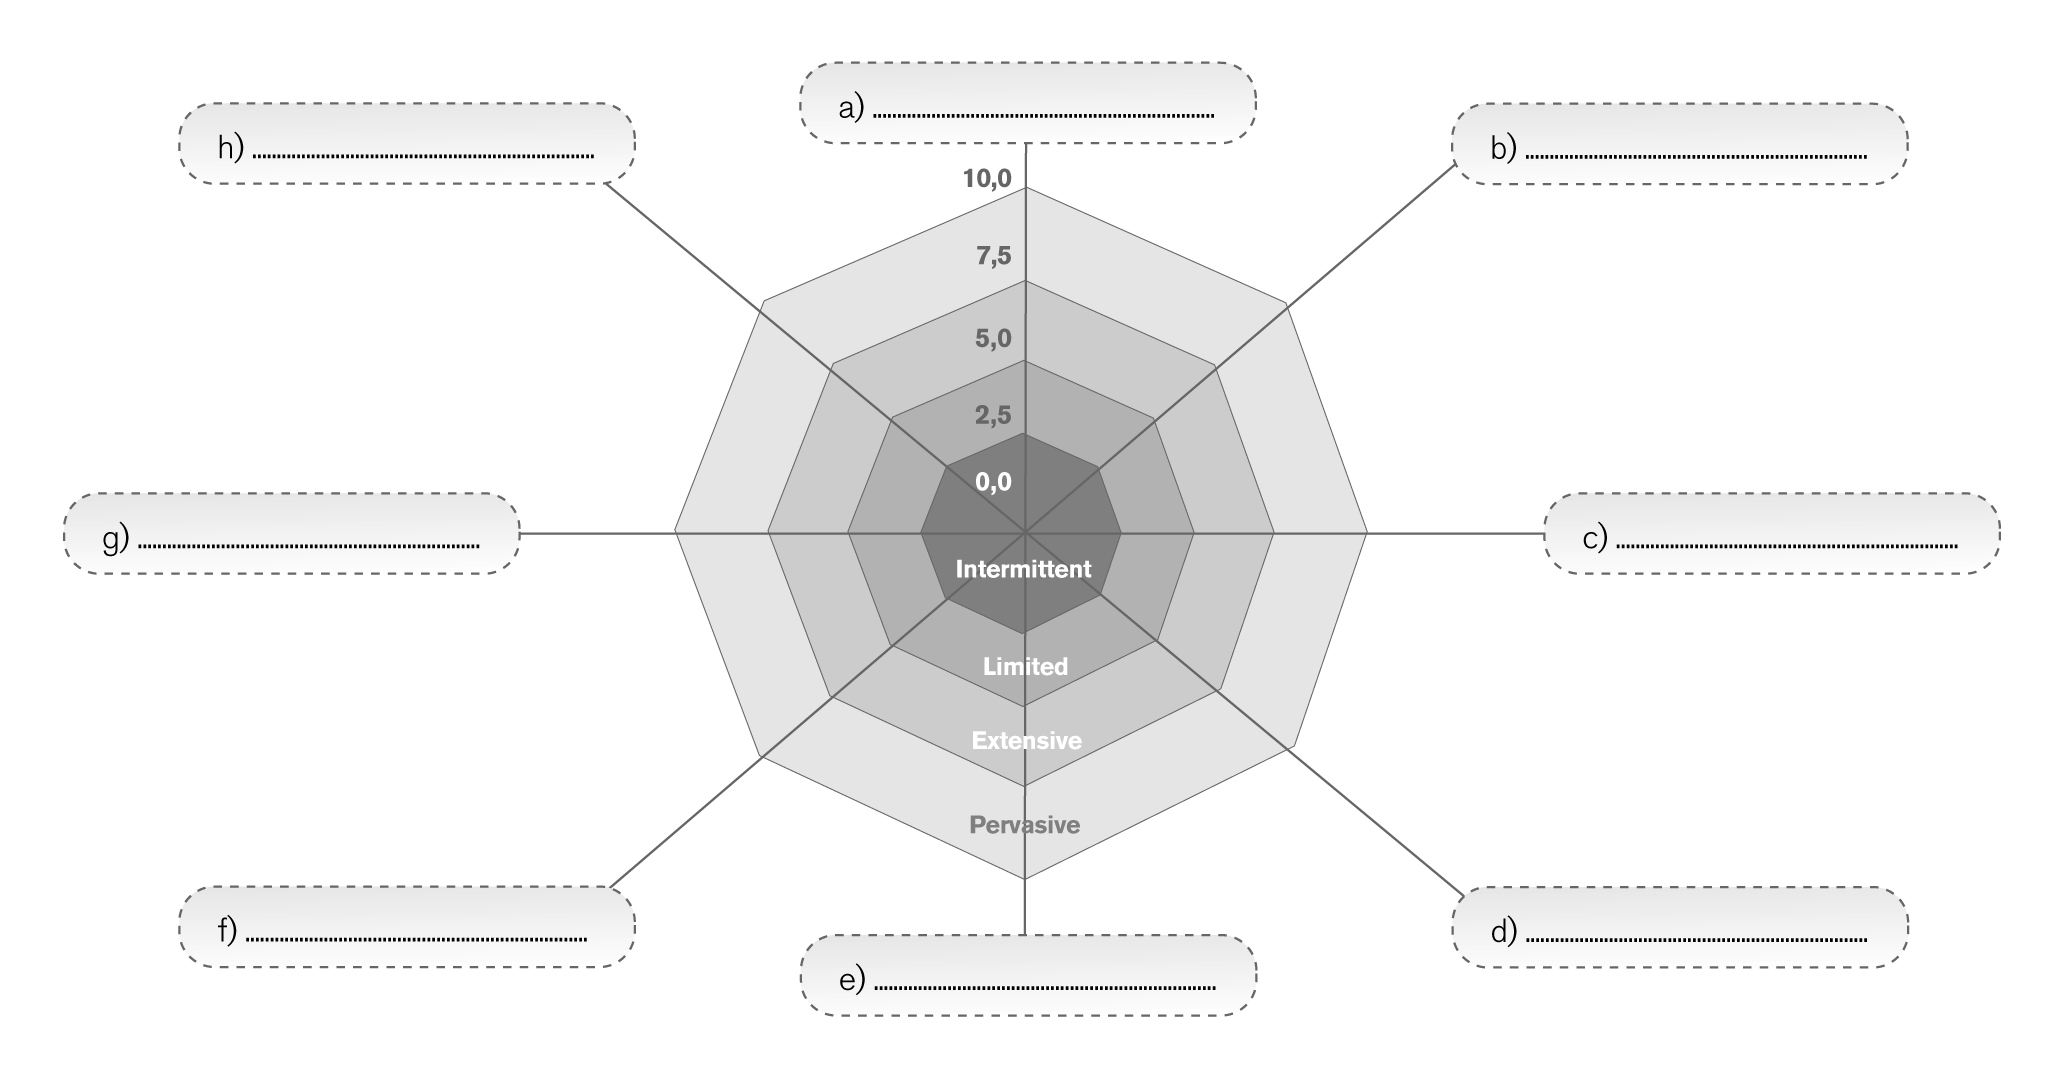 a) ........................................
h) ........................................
b) ........................................
10,0
7,5
5,0
2,5
0,0
g) ........................................
c) ........................................
Intermittent
Limited
Extensive
Pervasive
f) ........................................
d) ........................................
e) ........................................